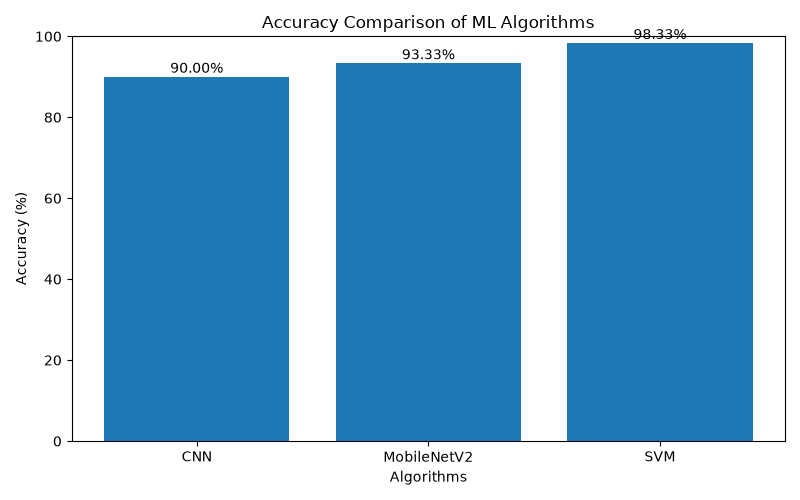 Accuracy Comparison of ML Algorithms
100
98.33%
93.33%
90.00%
80
60
40
20
0
Accuracy (%)
CNN MobileNetV2 SVM
Algorithms